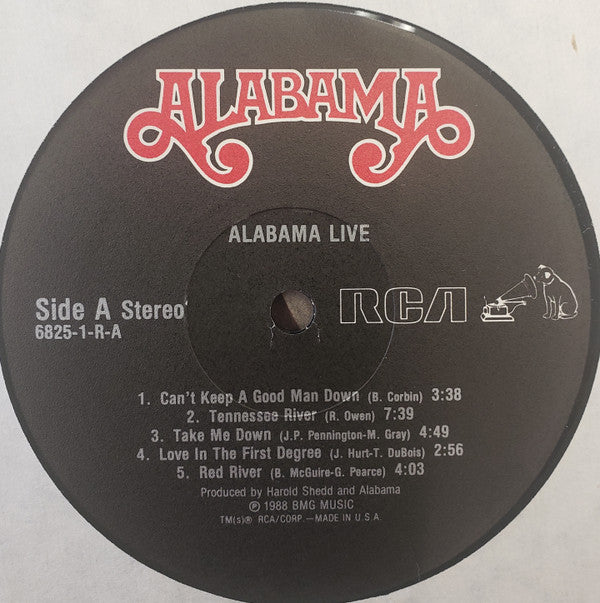 ALABAMA
ALABAMA LIVE
Side A Stereo
6825-1-R-A
RCA
1. Can't Keep A Good Man Down (B. Corbin) 3:38
2. Tennessee River (R. Owen) 7:39
3. Take Me Down (J.P. Pennington-M. Gray) 4:49
4. Love In The First Degree (J. Hurt-T. DuBois) 2:56
5. Red River (B. McGuire-G. Pearce) 4:03
Produced by Harold Shedd and Alabama
℗ 1988 BMG MUSIC
TM(s)® RCA/CORP.—MADE IN U.S.A.